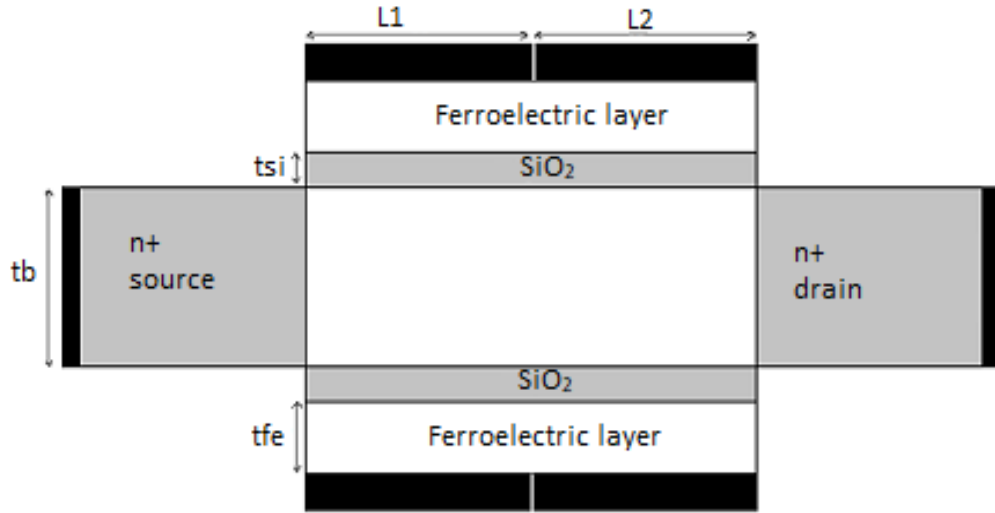 L1
L2
Ferroelectric layer
tsi
SiO₂
n+
source
tb
n+
drain
SiO₂
tfe
Ferroelectric layer